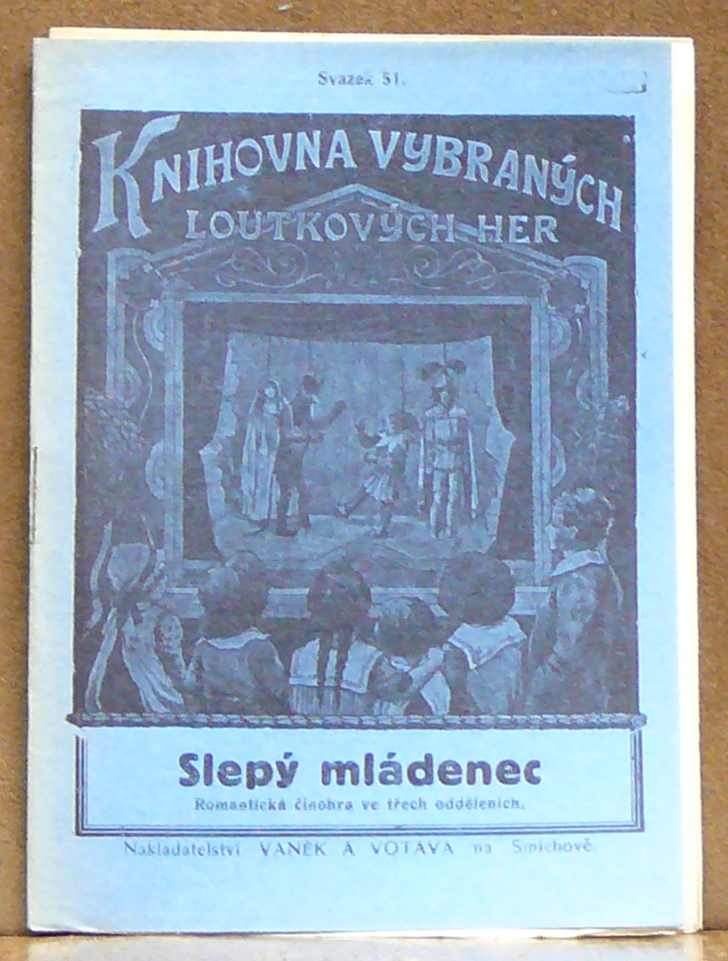 Svazek 51.
KNIHOVNA VYBRANÝCH
LOUTKOVÝCH HER
Slepý mládenec
Romantická činohra ve třech odděleních.
Nakladatelství VANĚK A VOTAVA na Smíchově.